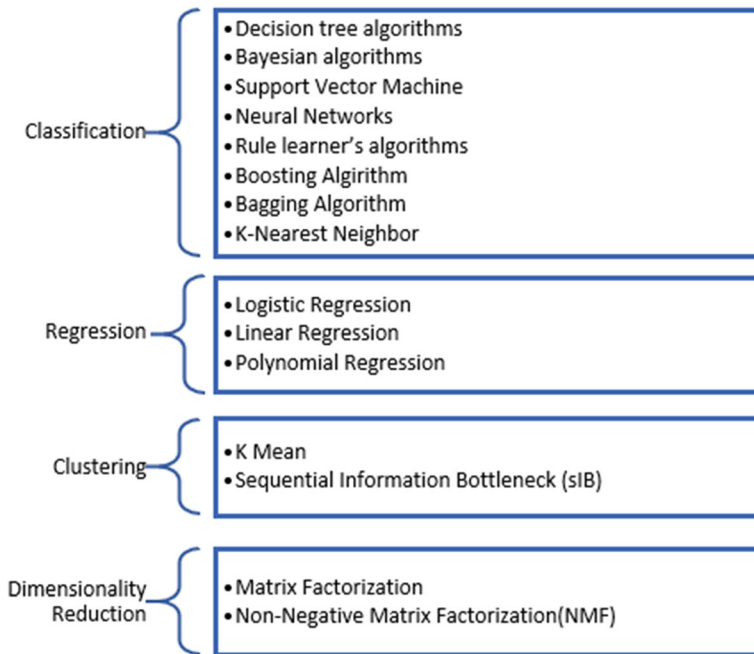 Classification
•Decision tree algorithms
•Bayesian algorithms
•Support Vector Machine
•Neural Networks
•Rule learner’s algorithms
•Boosting Algirithm
•Bagging Algorithm
•K-Nearest Neighbor
Regression
•Logistic Regression
•Linear Regression
•Polynomial Regression
Clustering
•K Mean
•Sequential Information Bottleneck (sIB)
Dimensionality
Reduction
•Matrix Factorization
•Non-Negative Matrix Factorization(NMF)